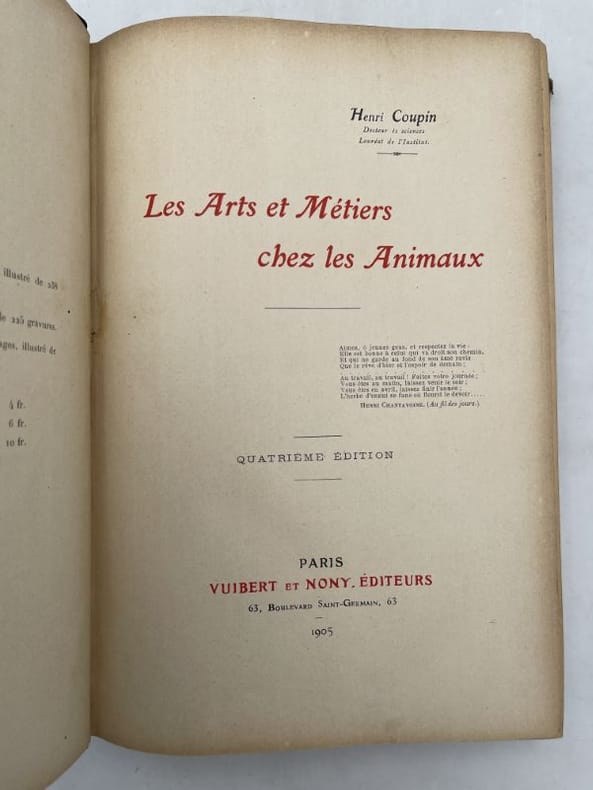 illustré de 258
de 225 gravures.
ages, illustré de
4 fr.
6 fr.
10 fr.
Henri Coupin
Docteur ès sciences
Lauréat de l'Institut.
Les Arts et Métiers
chez les Animaux
Aimez, ô jeunes gens, et respectez la vie :
Elle est bonne à celui qui va droit son chemin,
Et qui ne garde au fond de son âme ravie
Que le rêve d'hier et l'espoir de demain ;
Au travail, au travail ! Faites votre journée ;
Vous êtes au matin, laissez venir le soir ;
Vous êtes en avril, laissez finir l'année ;
L'herbe d'ennui se fane où fleurit le devoir.....
Henri Chantavoine. (Au fil des jours.)
QUATRIÈME ÉDITION
PARIS
VUIBERT ET NONY, ÉDITEURS
63, Boulevard Saint-Germain, 63
1905